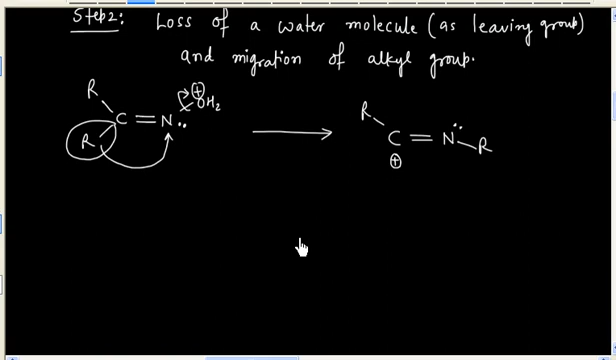 Step2: Loss of a water molecule (as leaving group)
and migration of alkyl group.
R
⊕
OH2
C = N:
R
R
C = N
R
⊕